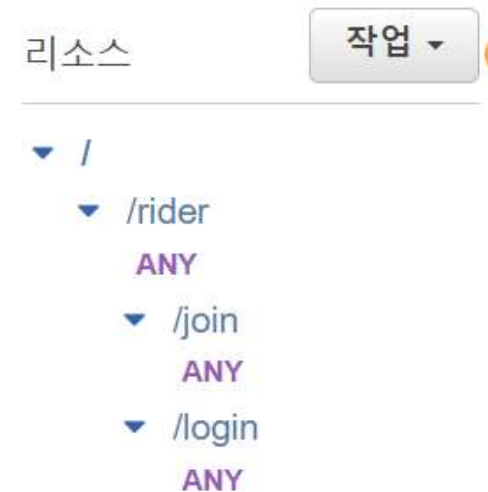 리소스
작업
/
/rider
ANY
/join
ANY
/login
ANY